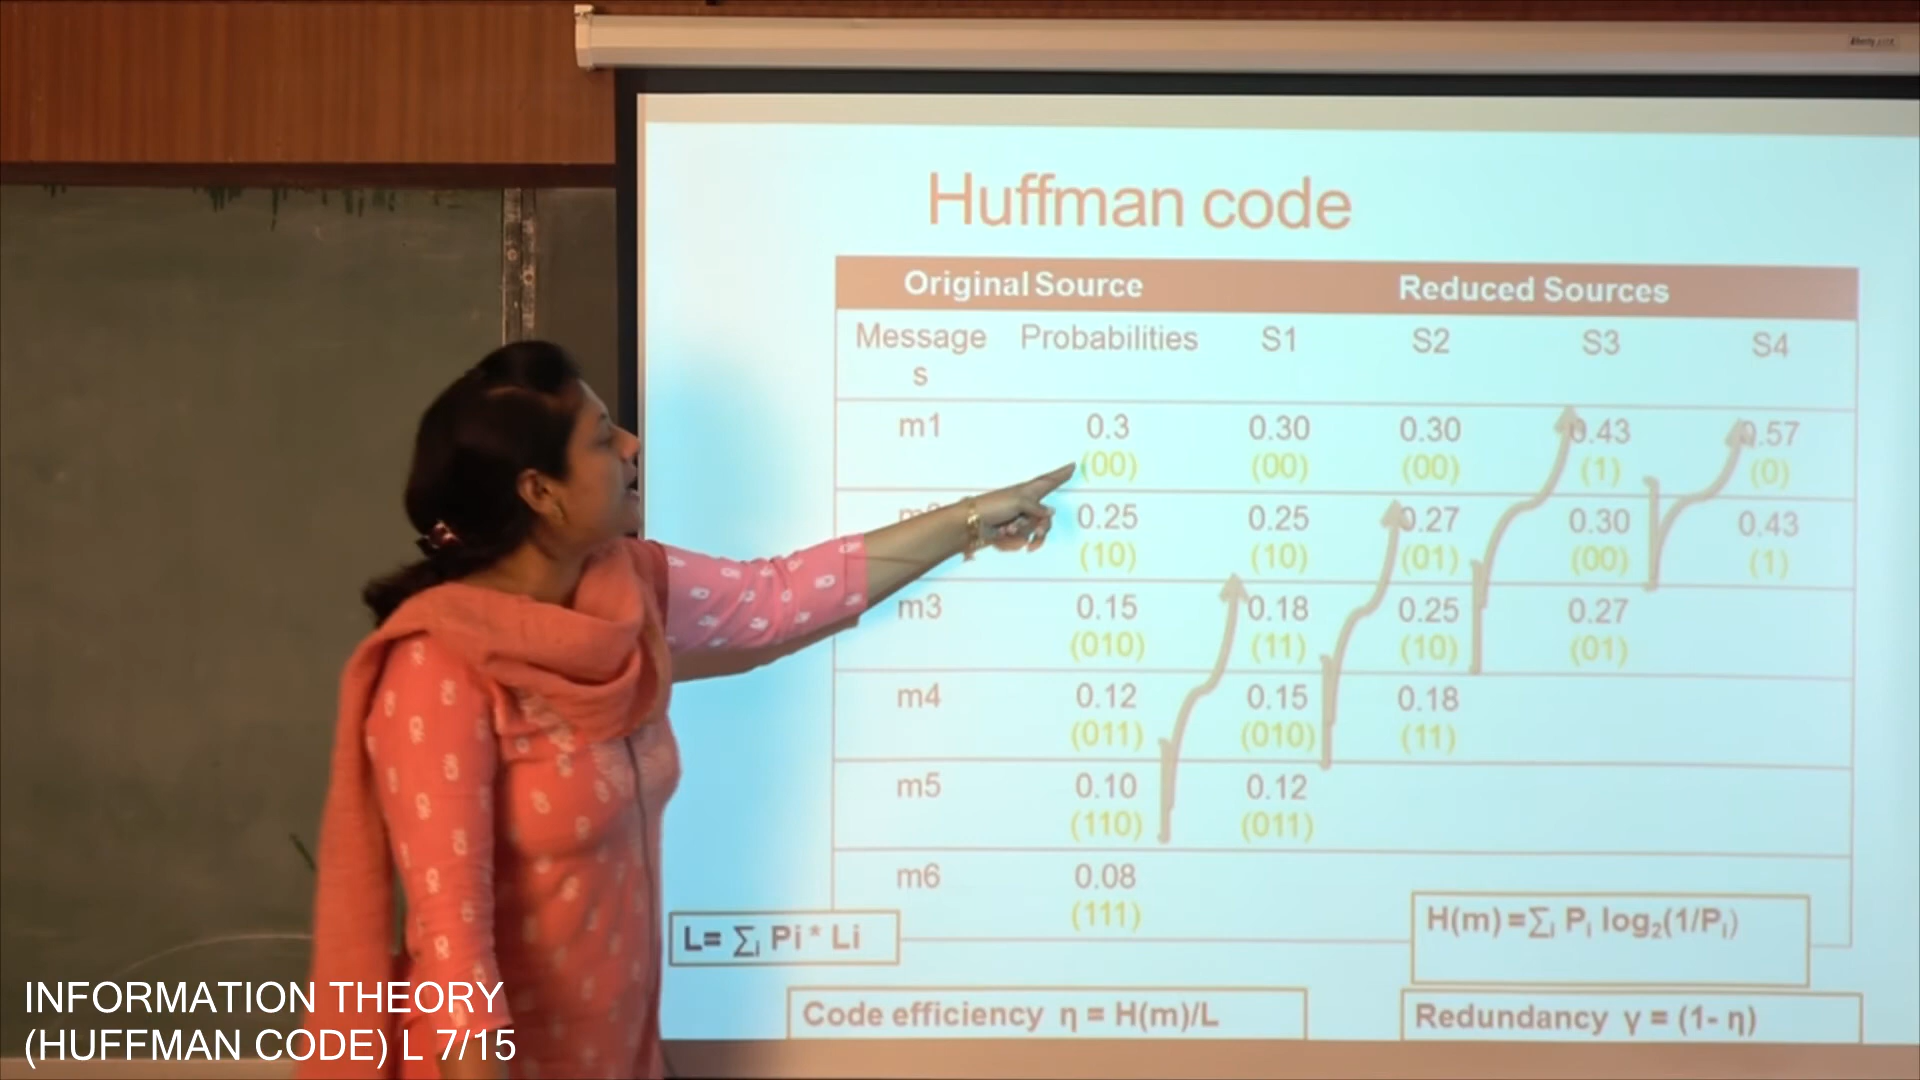 Huffman code
Original Source Reduced Sources
Message Probabilities S1 S2 S3 S4
s
m1 0.3 0.30 0.30 0.43 0.57
(00) (00) (00) (1) (0)
0.25 0.25 0.27 0.30 0.43
(10) (10) (01) (00) (1)
m3 0.15 0.18 0.25 0.27
(010) (11) (10) (01)
m4 0.12 0.15 0.18
(011) (010) (11)
m5 0.10 0.12
(110) (011)
m6 0.08
(111)
L= ∑i Pi * Li
H(m) =∑i Pi log2(1/Pi)
Code efficiency η = H(m)/L
Redundancy γ = (1- η)
INFORMATION THEORY
(HUFFMAN CODE) L 7/15